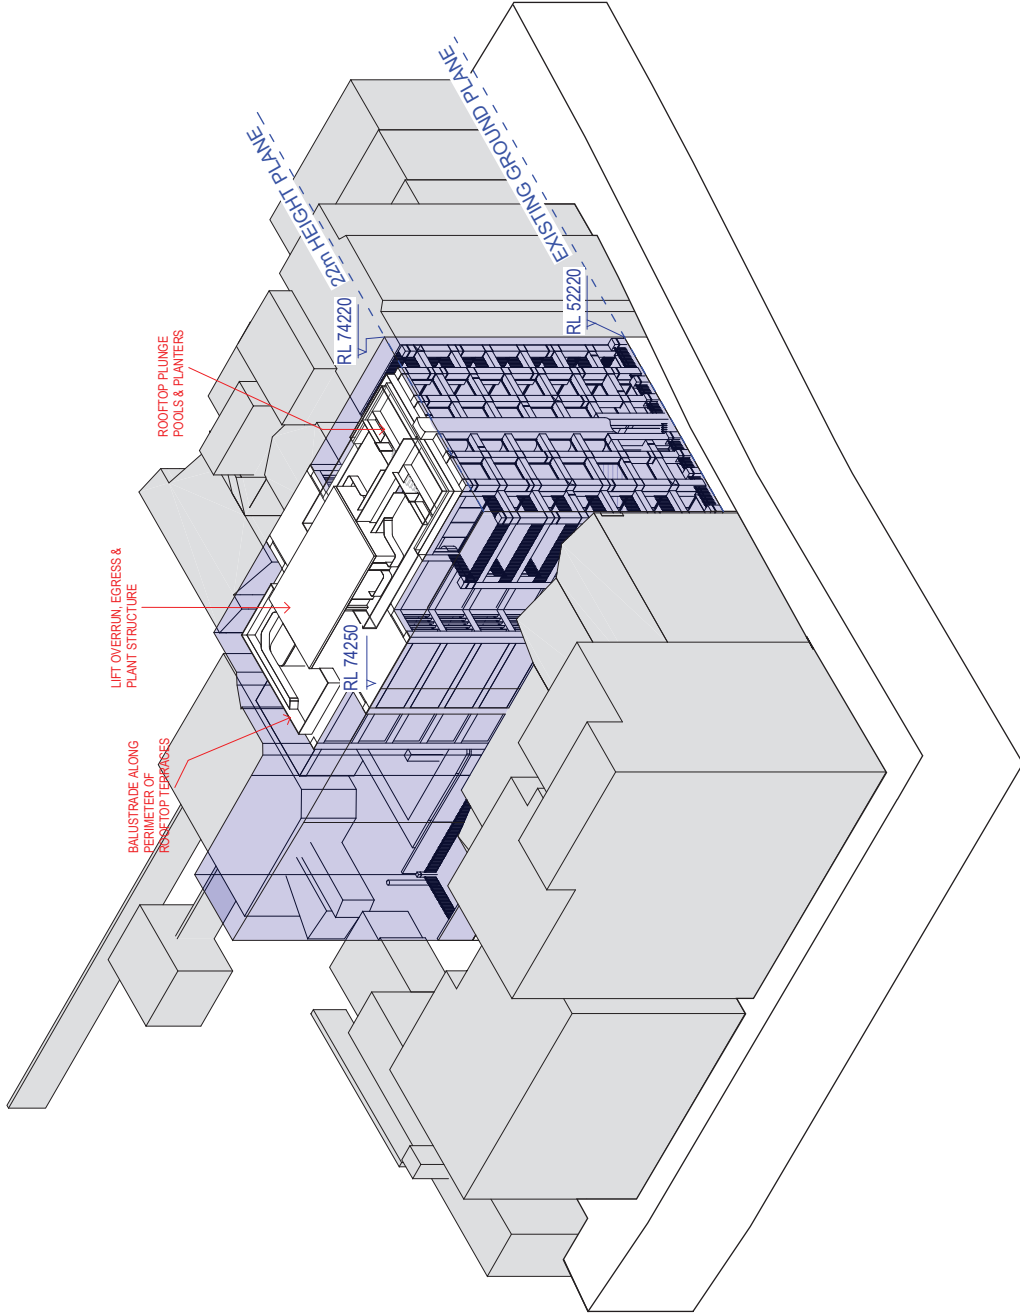 22m HEIGHT PLANE
EXISTING GROUND PLANE
RL 74220
RL 52220
ROOFTOP PLUNGE
POOLS & PLANTERS
LIFT OVERRUN, EGRESS &
PLANT STRUCTURE
RL 74250
BALUSTRADE ALONG
PERIMETER OF
ROOFTOP TERRASES